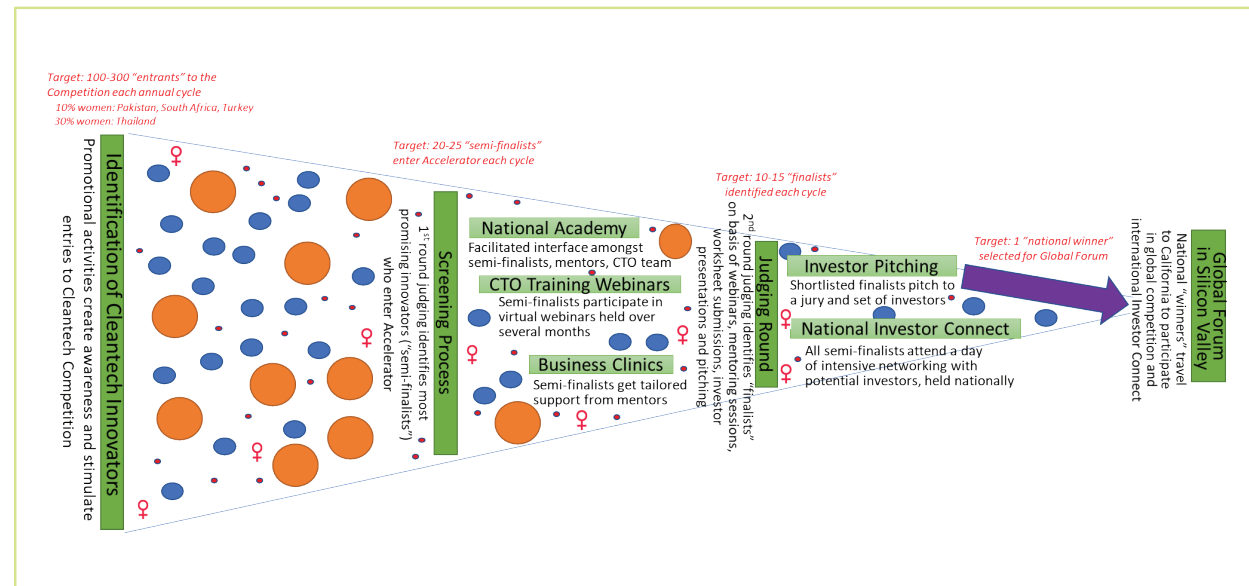 Target: 100-300 “entrants” to the
Competition each annual cycle
10% women: Pakistan, South Africa, Turkey
30% women: Thailand
Identification of Cleantech Innovators
Promotional activities create awareness and stimulate
entries to Cleantech Competition
Target: 20-25 “semi-finalists”
enter Accelerator each cycle
Screening Process
1st round judging identifies most
promising innovators (“semi-finalists”)
who enter Accelerator
National Academy
Facilitated interface amongst
semi-finalists, mentors, CTO team
CTO Training Webinars
Semi-finalists participate in
virtual webinars held over
several months
Business Clinics
Semi-finalists get tailored
support from mentors
Target: 10-15 “finalists”
identified each cycle
Judging Round
2nd round judging identifies “finalists”
on basis of webinars, mentoring sessions,
worksheet submissions, investor
presentations and pitching
Investor Pitching
Shortlisted finalists pitch to
a jury and set of investors
National Investor Connect
All semi-finalists attend a day
of intensive networking with
potential investors, held nationally
Target: 1 “national winner”
selected for Global Forum
Global Forum
in Silicon Valley
National “winners” travel
to California to participate
in global competition and
international Investor Connect